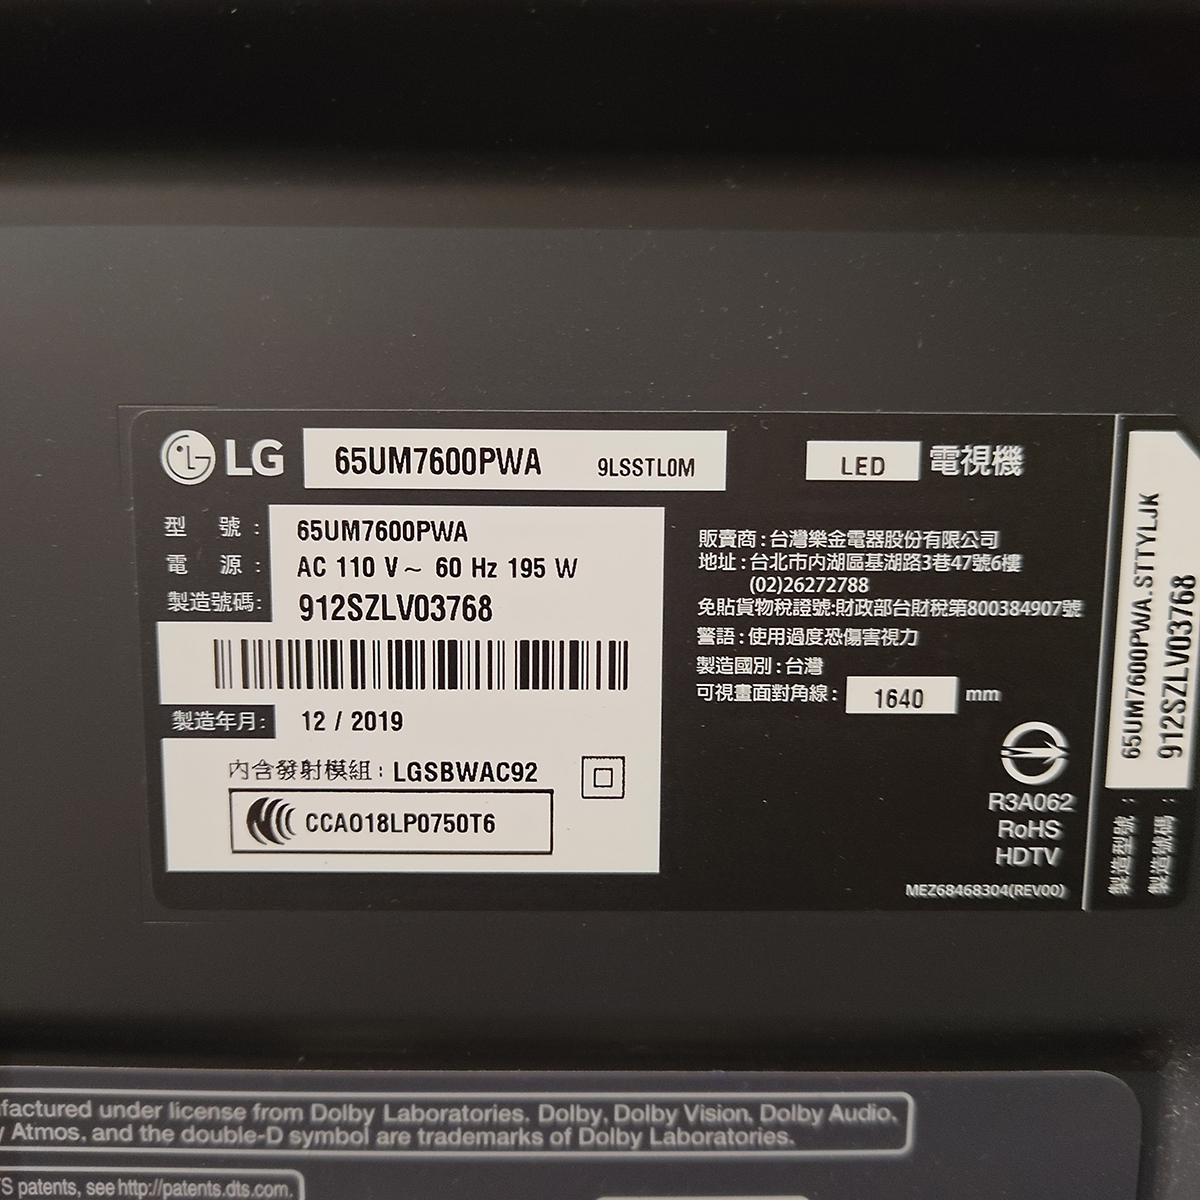 LG 65UM7600PWA 9LSSTL0M LED 電視機
型 號 : 65UM7600PWA
電 源 : AC 110 V ~ 60 Hz 195 W
製造號碼: 912SZLV03768
製造年月: 12 / 2019
內含發射模組 : LGSBWAC92
CCAO18LP0750T6
販賣商 : 台灣樂金電器股份有限公司
地址 : 台北市內湖區基湖路3巷47號6樓
(02)26272788
免貼貨物稅證號:財政部台財稅第800384907號
警語 : 使用過度恐傷害視力
製造國別 : 台灣
可視畫面對角線 : 1640 mm
R3A062
RoHS
HDTV
MEZ68468304(REV00)
製造型號 : 65UM7600PWA.STTYLJK
製造號碼 : 912SZLV03768
factured under license from Dolby Laboratories. Dolby, Dolby Vision, Dolby Audio,
Atmos, and the double-D symbol are trademarks of Dolby Laboratories.
S patents, see http://patents.dts.com.